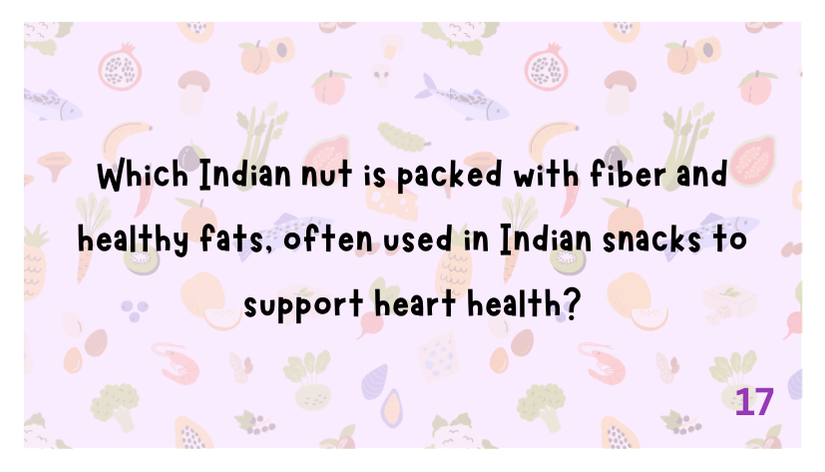 Which Indian nut is packed with fiber and
healthy fats, often used in Indian snacks to
support heart health?
17